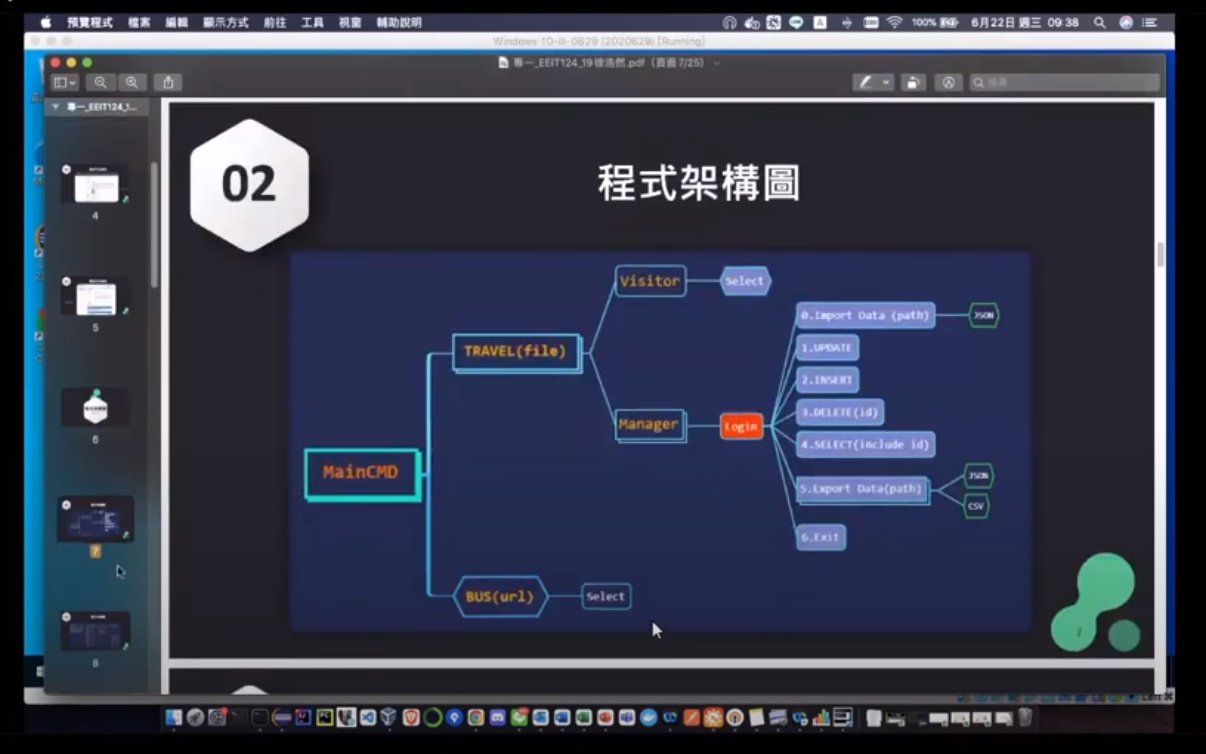 預覽程式 檔案 編輯 顯示方式 前往 工具 視窗 輔助說明 A 100% 6月22日 週三 09:38
Windows 10-III-0829 (2020629) [Running]
專一_EEIT124_19徐浩然.pdf(頁面 7/25)
搜尋
專一_EEIT124_1...
4
5
6
7
8
02
程式架構圖
Visitor
Select
0.Import Data (path)
JSON
1.UPDATE
TRAVEL(file)
2.INSERT
3.DELETE(id)
Manager
Login
4.SELECT(include id)
MainCMD
5.Export Data(path)
JSON
CSV
6.Exit
BUS(url)
Select
7